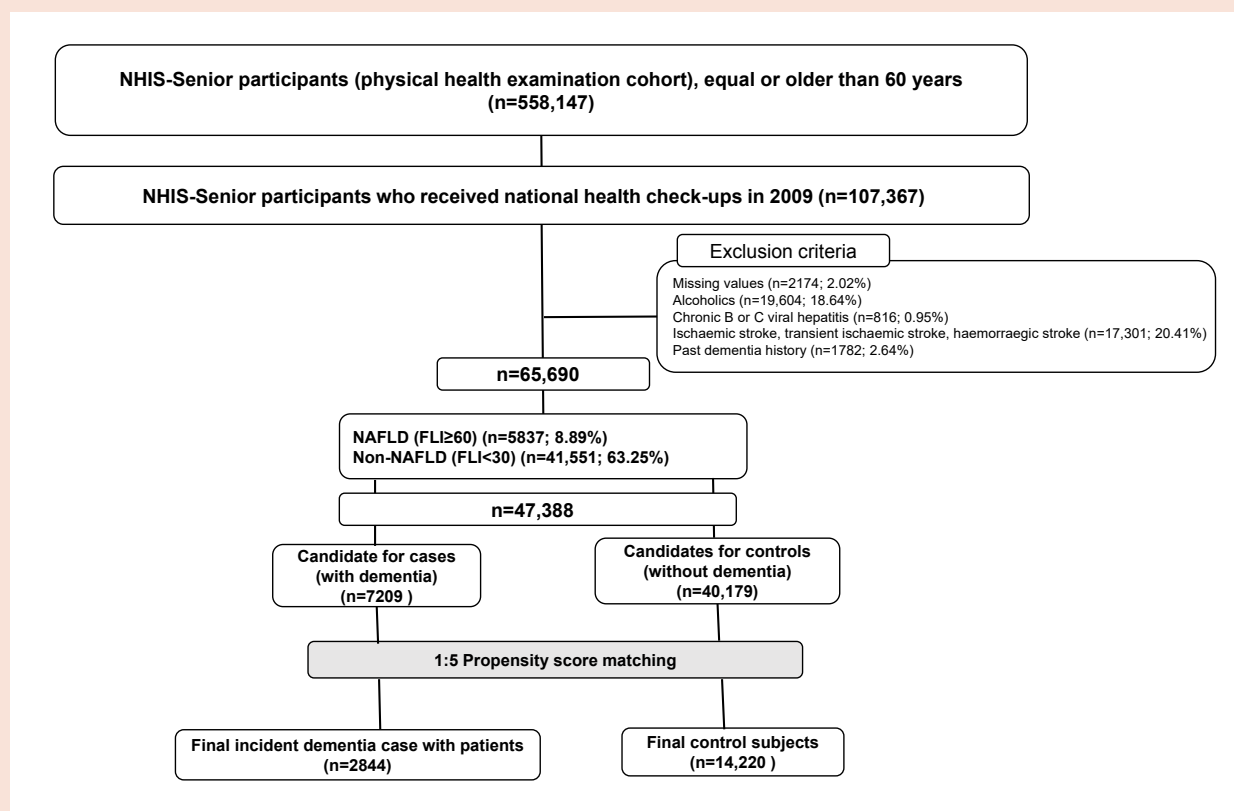 NHIS-Senior participants (physical health examination cohort), equal or older than 60 years
(n=558,147)
NHIS-Senior participants who received national health check-ups in 2009 (n=107,367)
Exclusion criteria
Missing values (n=2174; 2.02%)
Alcoholics (n=19,604; 18.64%)
Chronic B or C viral hepatitis (n=816; 0.95%)
Ischaemic stroke, transient ischaemic stroke, haemorraegic stroke (n=17,301; 20.41%)
Past dementia history (n=1782; 2.64%)
n=65,690
NAFLD (FLI≥60) (n=5837; 8.89%)
Non-NAFLD (FLI<30) (n=41,551; 63.25%)
n=47,388
Candidate for cases
(with dementia)
(n=7209 )
Candidates for controls
(without dementia)
(n=40,179)
1:5 Propensity score matching
Final incident dementia case with patients
(n=2844)
Final control subjects
(n=14,220 )